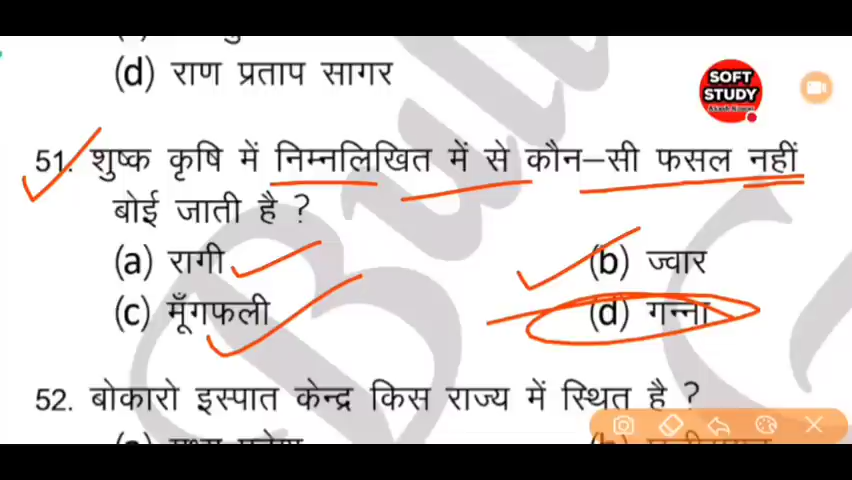 (d) राण प्रताप सागर
SOFT
STUDY
51. शुष्क कृषि में निम्नलिखित में से कौन–सी फसल नहीं
बोई जाती है ?
(a) रागी (b) ज्वार
(c) मूँगफली (d) गन्ना
52. बोकारो इस्पात केन्द्र किस राज्य में स्थित है ?